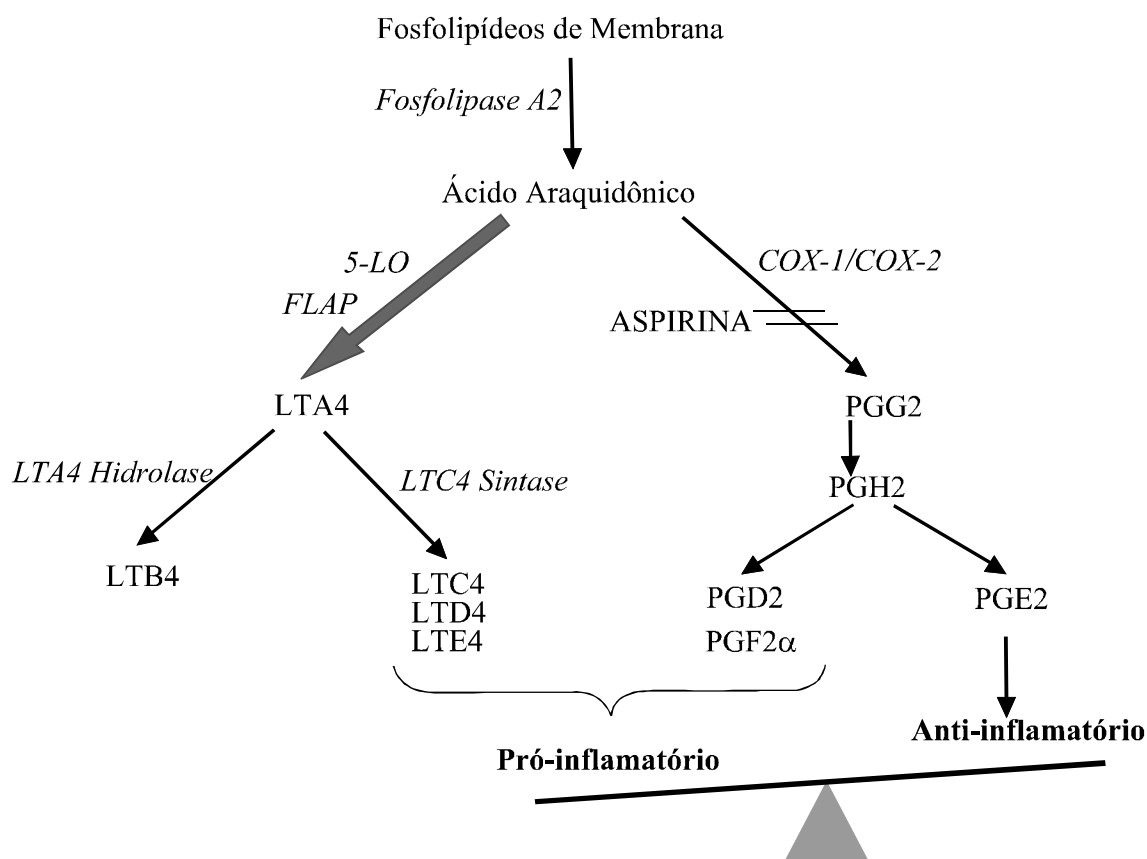 Fosfolipídeos de Membrana
Fosfolipase A2
Ácido Araquidônico
5-LO
FLAP
COX-1/COX-2
ASPIRINA
LTA4
PGG2
LTA4 Hidrolase
LTC4 Sintase
PGH2
LTB4
LTC4
LTD4
LTE4
PGD2
PGF2α
PGE2
Pró-inflamatório
Anti-inflamatório